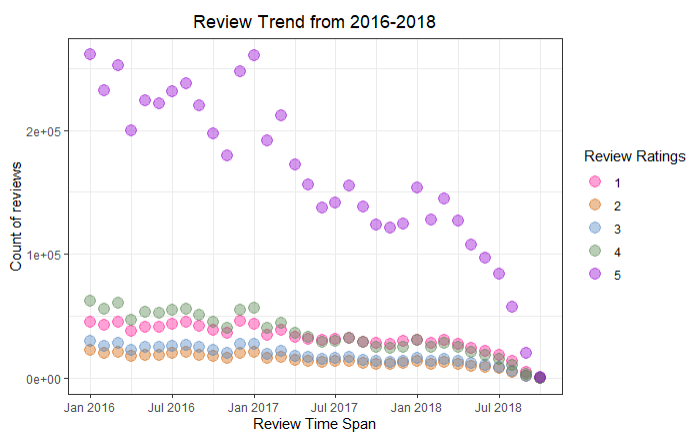 Review Trend from 2016-2018
Count of reviews
2e+05
1e+05
0e+00
Jan 2016 Jul 2016 Jan 2017 Jul 2017 Jan 2018 Jul 2018
Review Time Span
Review Ratings
1
2
3
4
5